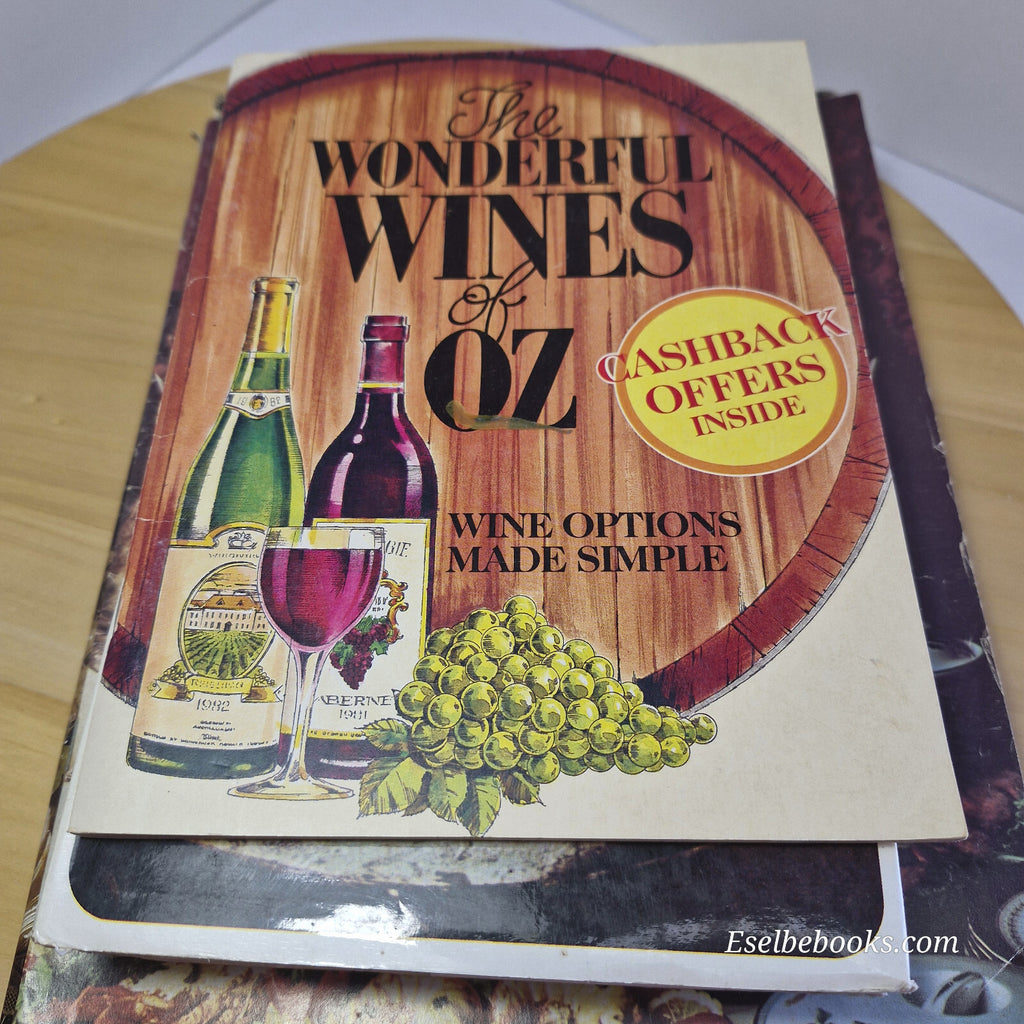 The
WONDERFUL
WINES
of
OZ
CASHBACK
OFFERS
INSIDE
WINE OPTIONS
MADE SIMPLE
1982
1981
Eselbebooks.com